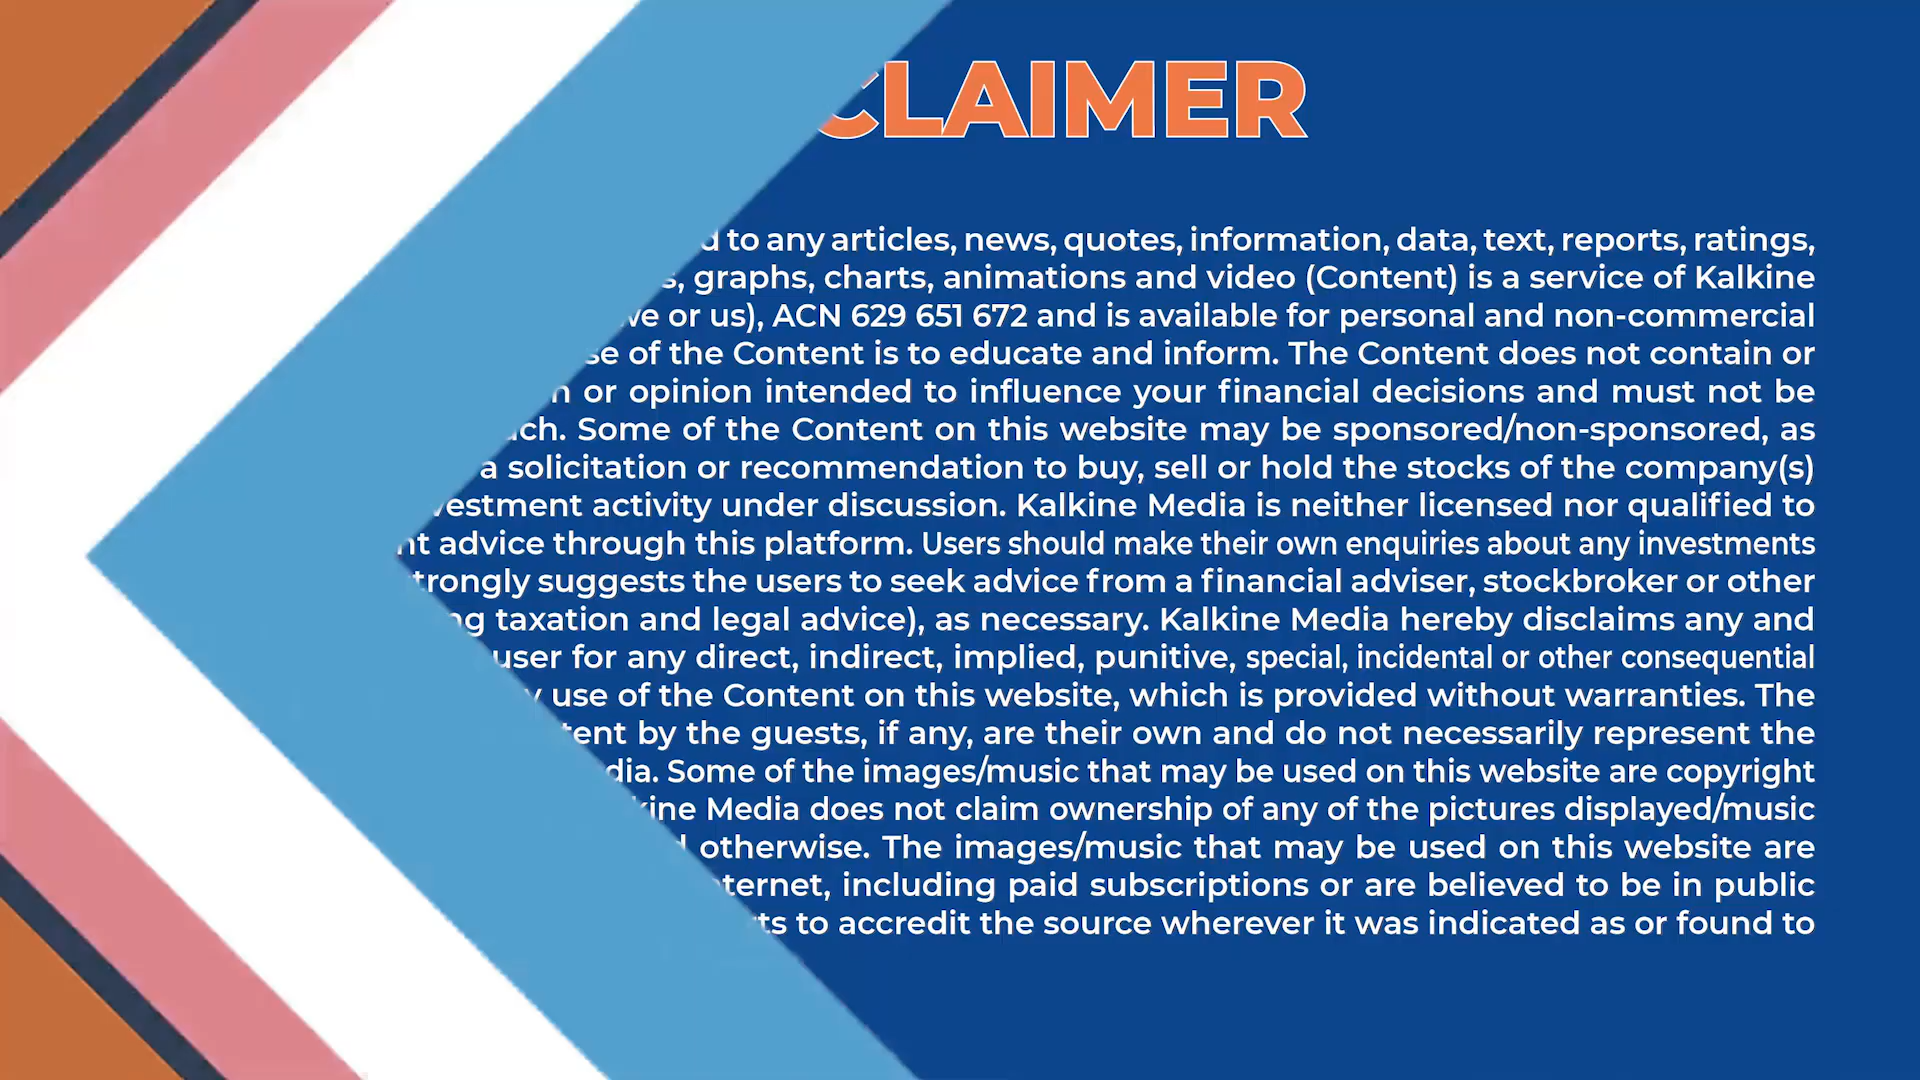 CLAIMER
to any articles, news, quotes, information, data, text, reports, ratings,
graphs, charts, animations and video (Content) is a service of Kalkine
or us), ACN 629 651 672 and is available for personal and non-commercial
of the Content is to educate and inform. The Content does not contain or
or opinion intended to influence your financial decisions and must not be
Some of the Content on this website may be sponsored/non-sponsored, as
a solicitation or recommendation to buy, sell or hold the stocks of the company(s)
activity under discussion. Kalkine Media is neither licensed nor qualified to
advice through this platform. Users should make their own enquiries about any investments
suggests the users to seek advice from a financial adviser, stockbroker or other
taxation and legal advice), as necessary. Kalkine Media hereby disclaims any and
user for any direct, indirect, implied, punitive, special, incidental or other consequential
use of the Content on this website, which is provided without warranties. The
by the guests, if any, are their own and do not necessarily represent the
Some of the images/music that may be used on this website are copyright
Media does not claim ownership of any of the pictures displayed/music
otherwise. The images/music that may be used on this website are
including paid subscriptions or are believed to be in public
to accredit the source wherever it was indicated as or found to